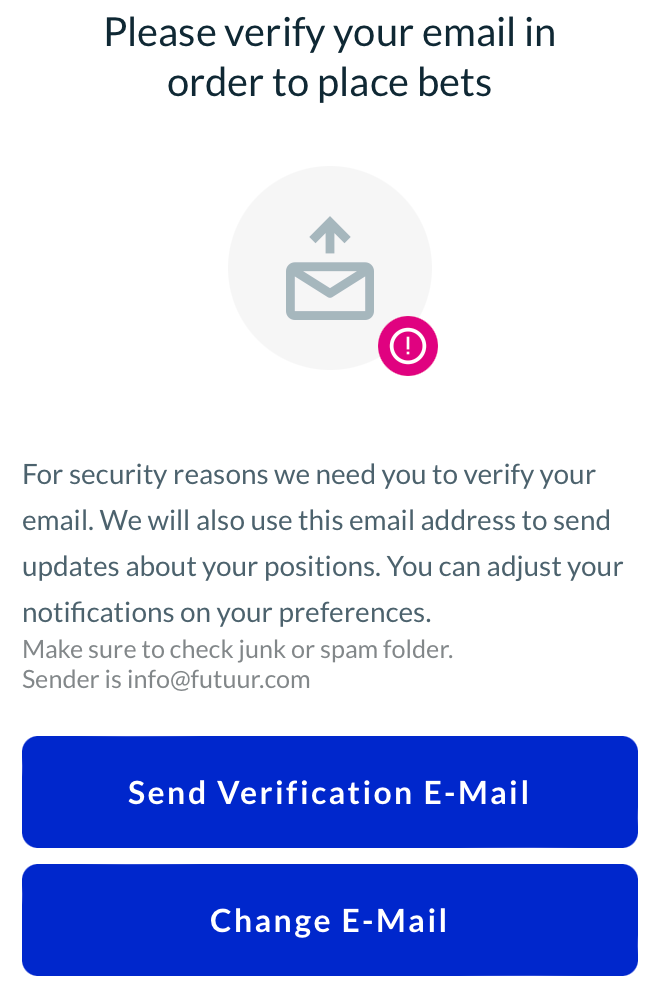 Please verify your email in
order to place bets
For security reasons we need you to verify your
email. We will also use this email address to send
updates about your positions. You can adjust your
notifications on your preferences.
Make sure to check junk or spam folder.
Sender is info@futuur.com
Send Verification E-Mail
Change E-Mail